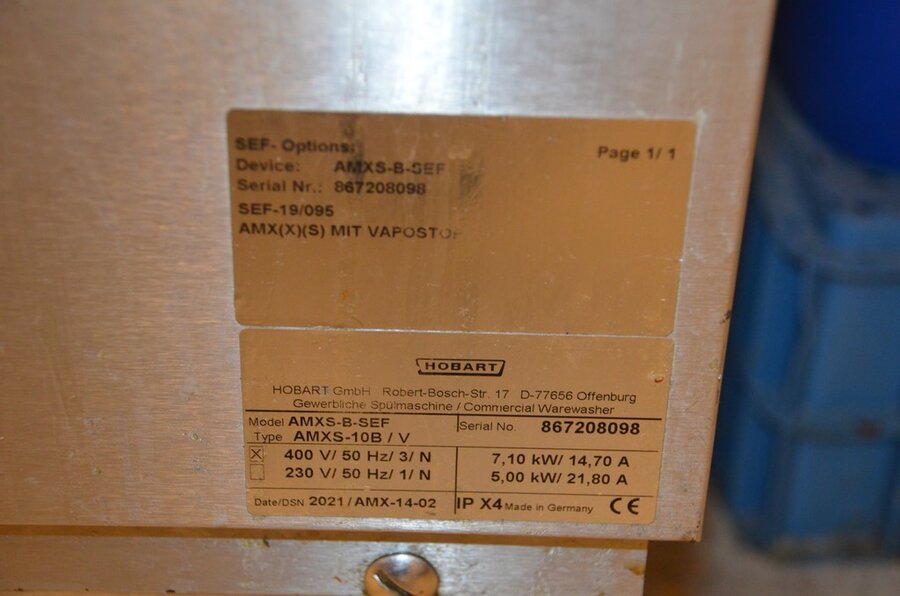 SEF- Options: Page 1/ 1
Device: AMXS-B-SEF
Serial Nr.: 867208098
SEF-19/095
AMX(X)(S) MIT VAPOSTOP
HOBART
HOBART GmbH Robert-Bosch-Str. 17 D-77656 Offenburg
Gewerbliche Spülmaschine / Commercial Warewasher
Model AMXS-B-SEF Serial No. 867208098
Type AMXS-10B / V
400 V/ 50 Hz/ 3/ N 7,10 kW/ 14,70 A
230 V/ 50 Hz/ 1/ N 5,00 kW/ 21,80 A
Date/DSN 2021 / AMX-14-02 IP X4 Made in Germany CE